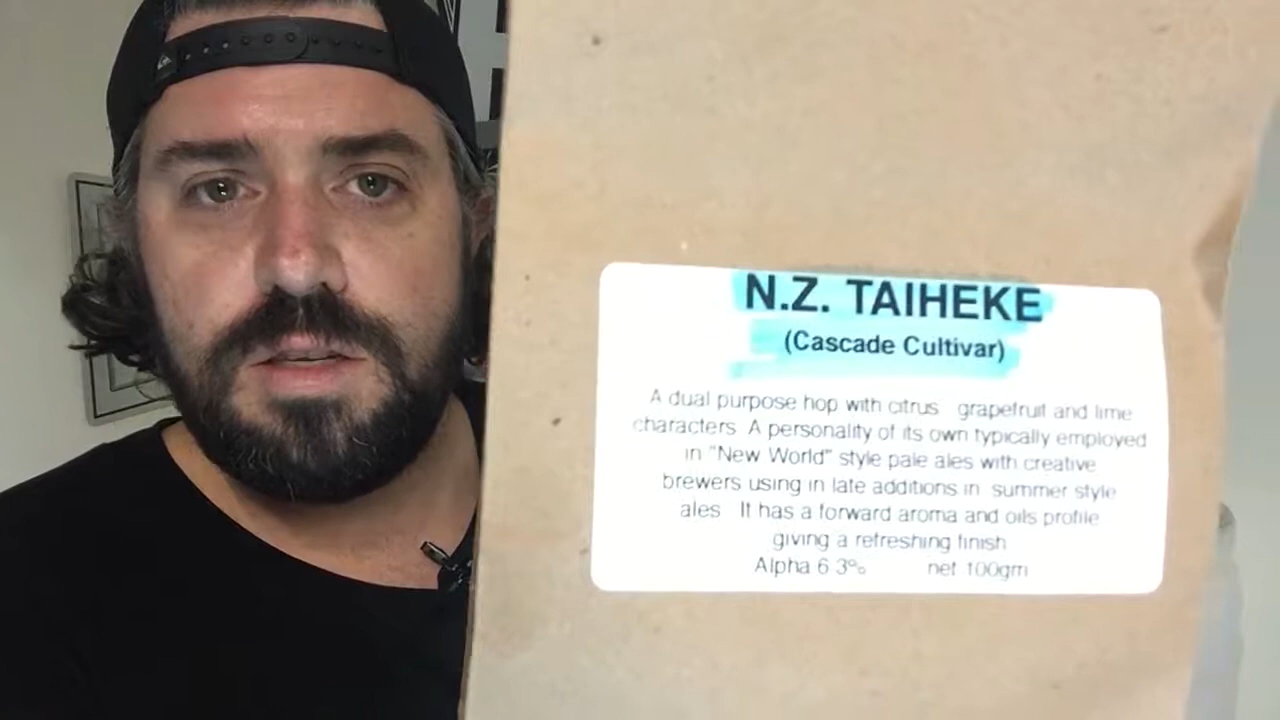 N.Z. TAIHEKE
(Cascade Cultivar)
A dual purpose hop with citrus grapefruit and lime
characters. A personality of its own typically employed
in "New World" style pale ales with creative
brewers using in late additions in summer style
ales. It has a forward aroma and oils profile
giving a refreshing finish
Alpha 6.3% net 100gm